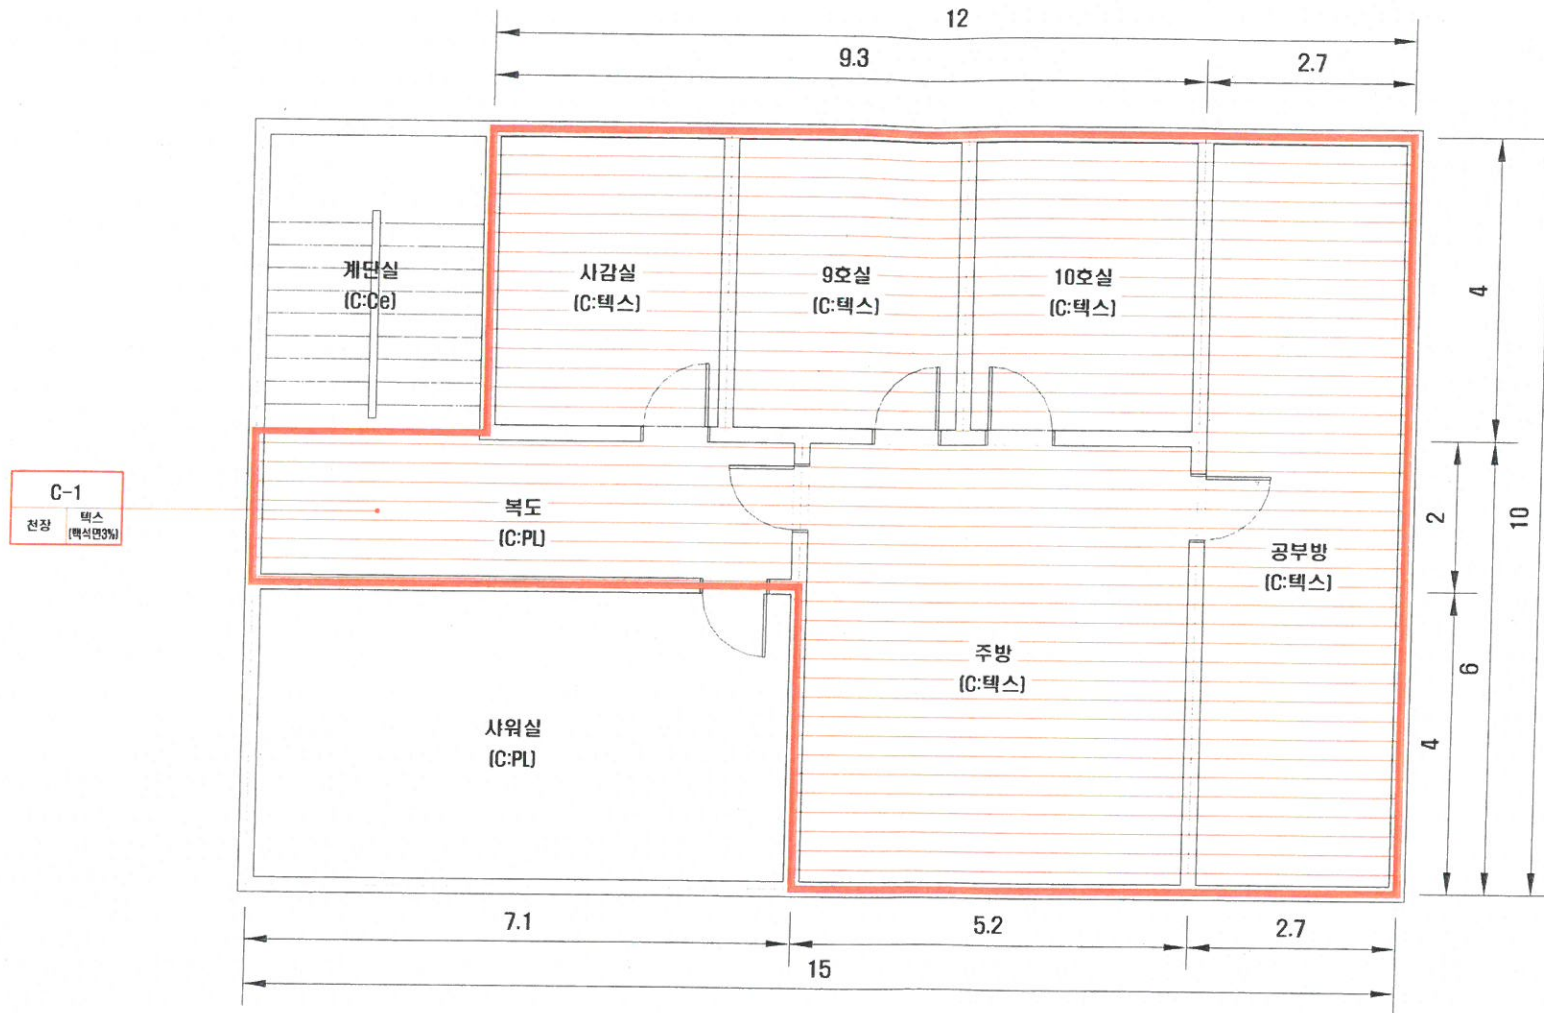 12
9.3
2.7
계단실
(C:Ce)
사감실
(C:텍스)
9호실
(C:텍스)
10호실
(C:텍스)
4
C-1
천장
텍스
(백석면3%)
복도
(C:PL)
2
10
공부방
(C:텍스)
주방
(C:텍스)
6
샤워실
(C:PL)
4
7.1
5.2
2.7
15